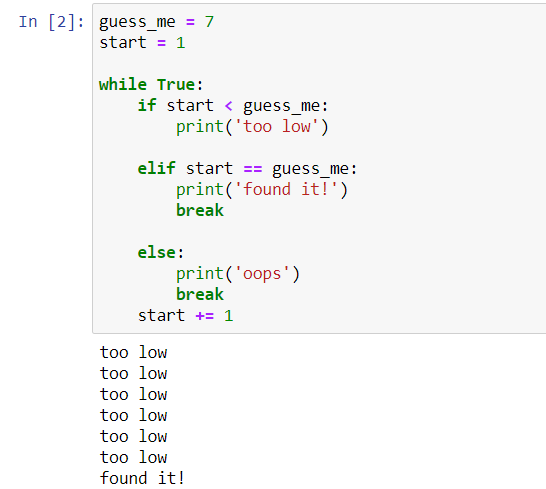 In [2]: guess_me = 7
start = 1
while True:
    if start < guess_me:
        print('too low')
    elif start == guess_me:
        print('found it!')
        break
    else:
        print('oops')
        break
    start += 1
too low
too low
too low
too low
too low
too low
found it!